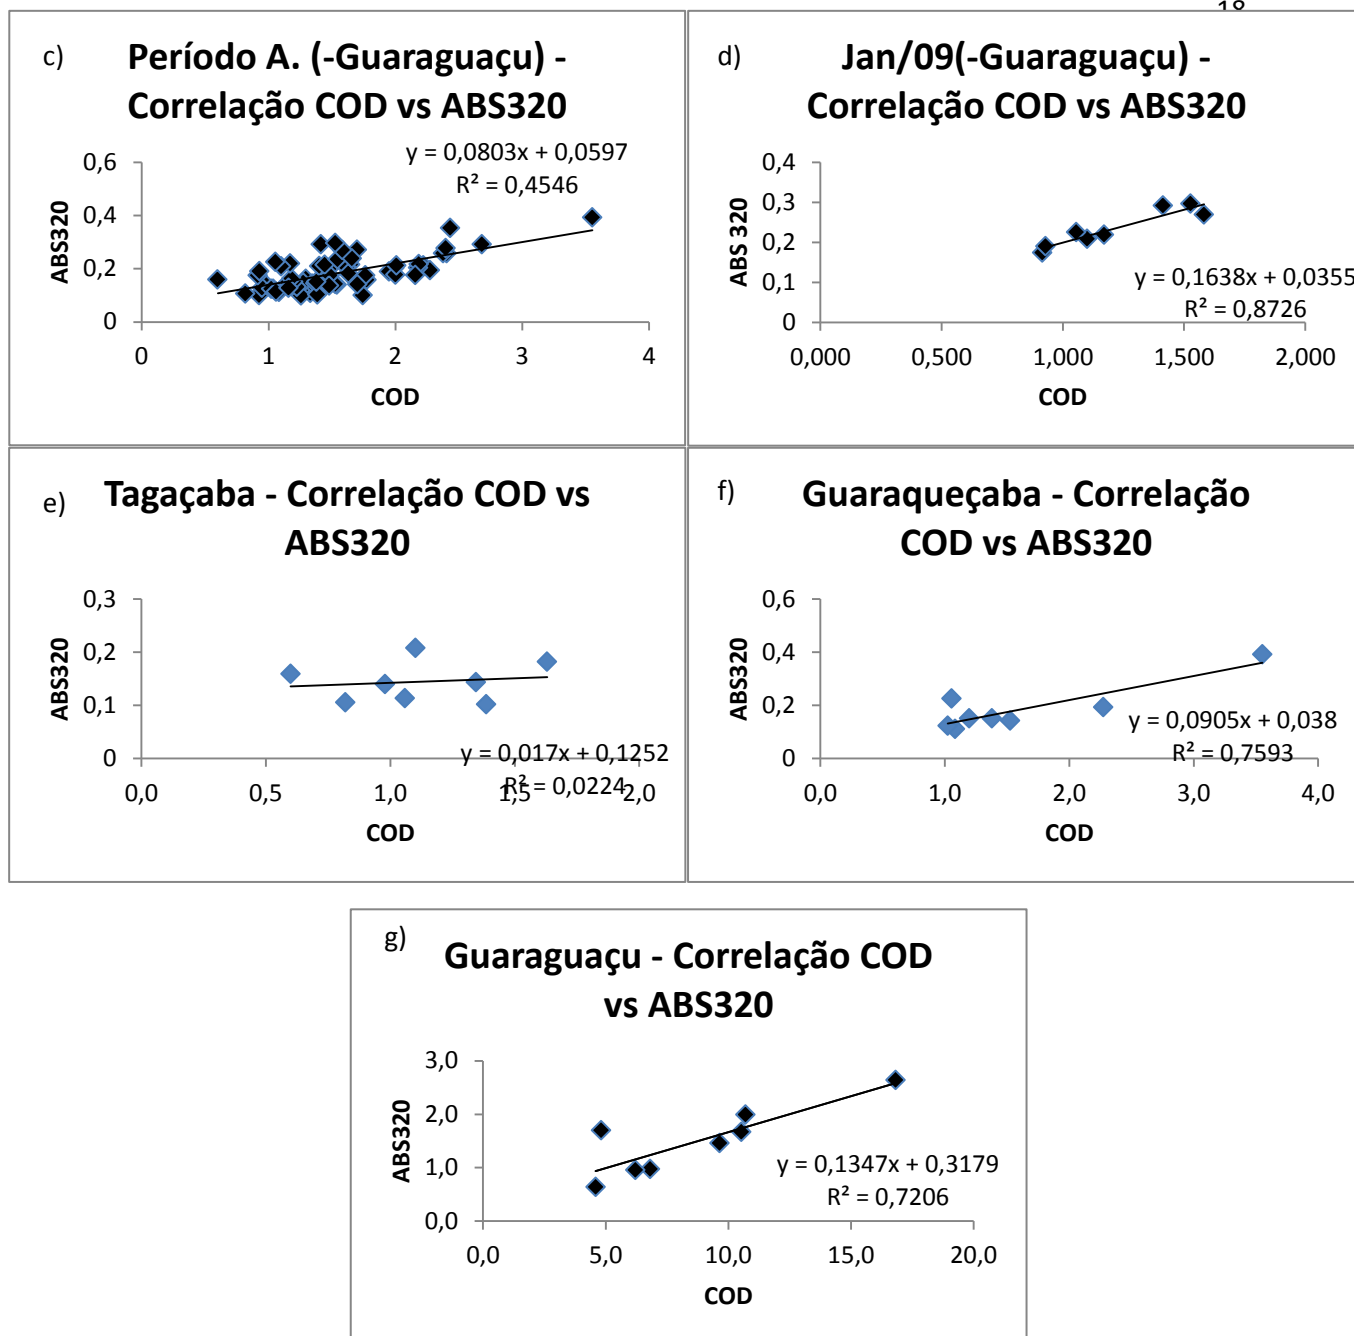 18
c)
Período A. (-Guaraguaçu) -
Correlação COD vs ABS320
y = 0,0803x + 0,0597
R² = 0,4546
ABS320
0,6
0,4
0,2
0
0 1 2 3 4
COD
d)
Jan/09(-Guaraguaçu) -
Correlação COD vs ABS320
ABS 320
0,4
0,3
0,2
0,1
0
y = 0,1638x + 0,0355
R² = 0,8726
0,000 0,500 1,000 1,500 2,000
COD
e)
Tagaçaba - Correlação COD vs
ABS320
ABS320
0,3
0,2
0,1
0
y = 0,017x + 0,1252
R² = 0,0224
0,0 0,5 1,0 1,5 2,0
COD
f)
Guaraqueçaba - Correlação
COD vs ABS320
ABS320
0,6
0,4
0,2
0
y = 0,0905x + 0,038
R² = 0,7593
0,0 1,0 2,0 3,0 4,0
COD
g)
Guaraguaçu - Correlação COD
vs ABS320
ABS320
3,0
2,0
1,0
0,0
y = 0,1347x + 0,3179
R² = 0,7206
0,0 5,0 10,0 15,0 20,0
COD